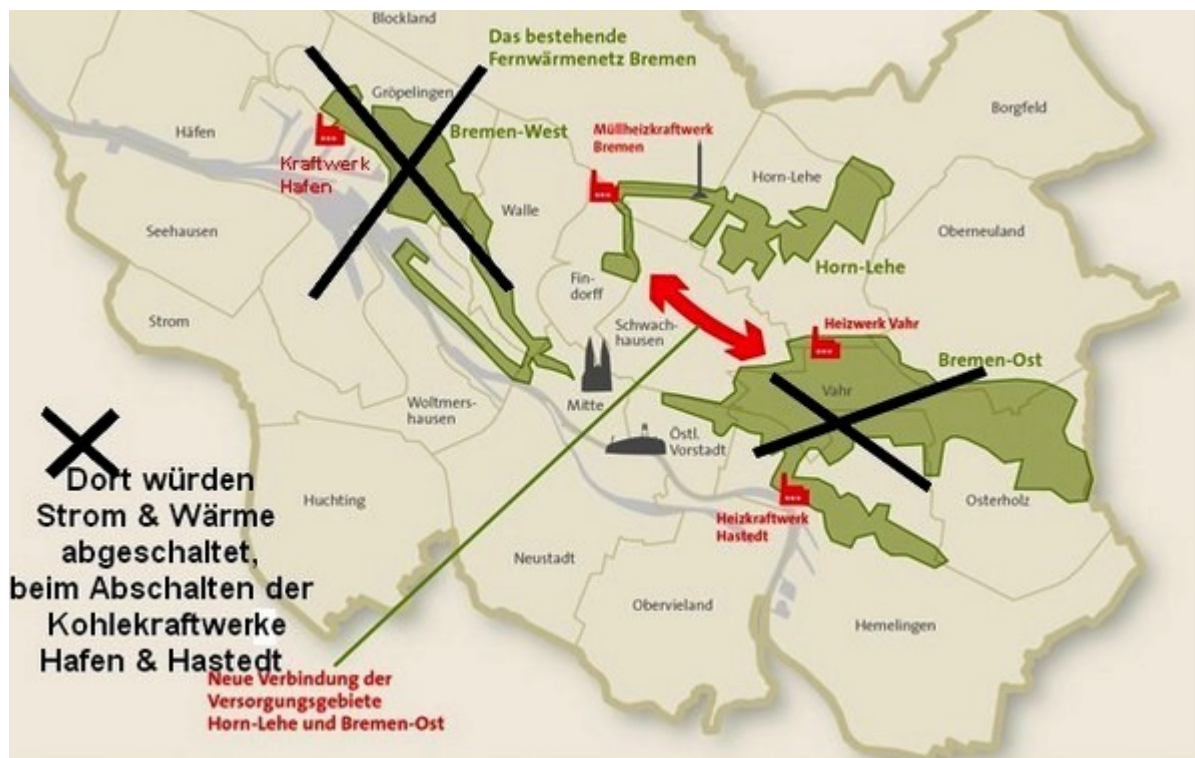 Blockland
Das bestehende
Fernwärmenetz Bremen
Gröpelingen
Borgfeld
Häfen
Bremen-West
Müllheizkraftwerk
Bremen
Kraftwerk
Hafen
Horn-Lehe
Walle
Seehausen
Oberneuland
Horn-Lehe
Fin-
dorff
Strom
Schwach-
hausen
Heizwerk Vahr
Bremen-Ost
Vahr
Mitte
Woltmers-
hausen
Östl.
Vorstadt
Dort würden
Strom & Wärme
abgeschaltet,
beim Abschalten der
Kohlekraftwerke
Hafen & Hastedt
Huchting
Osterholz
Heizkraftwerk
Hastedt
Neustadt
Obervieland
Hemelingen
Neue Verbindung der
Versorgungsgebiete
Horn-Lehe und Bremen-Ost